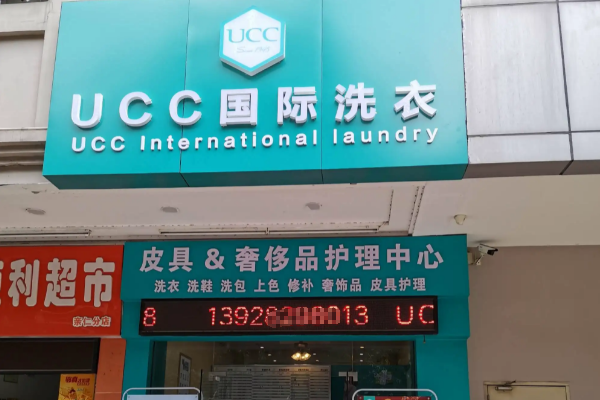 UCC
UCC国际洗衣
UCC International laundry
皮具 & 奢侈品护理中心
洗衣 洗鞋 洗包 上色 修补 奢饰品 皮具护理
利超市
8 UC